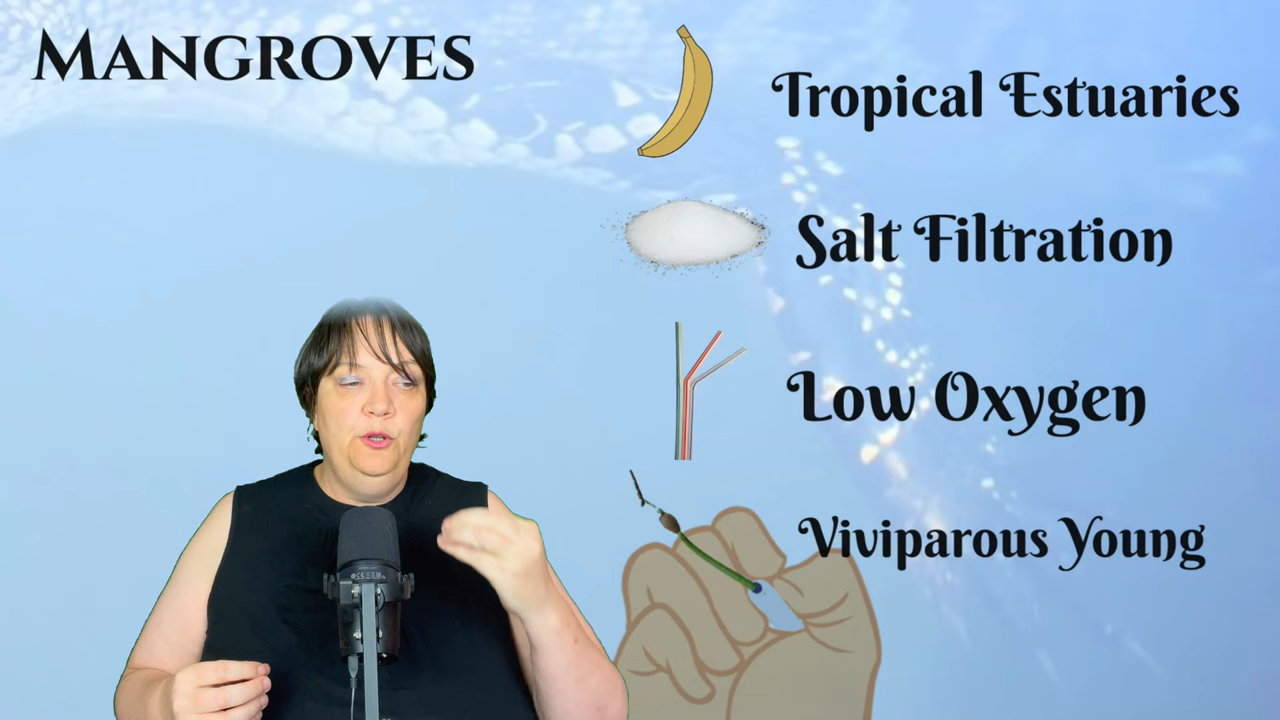 Mangroves
Tropical Estuaries
Salt Filtration
Low Oxygen
Viviparous Young